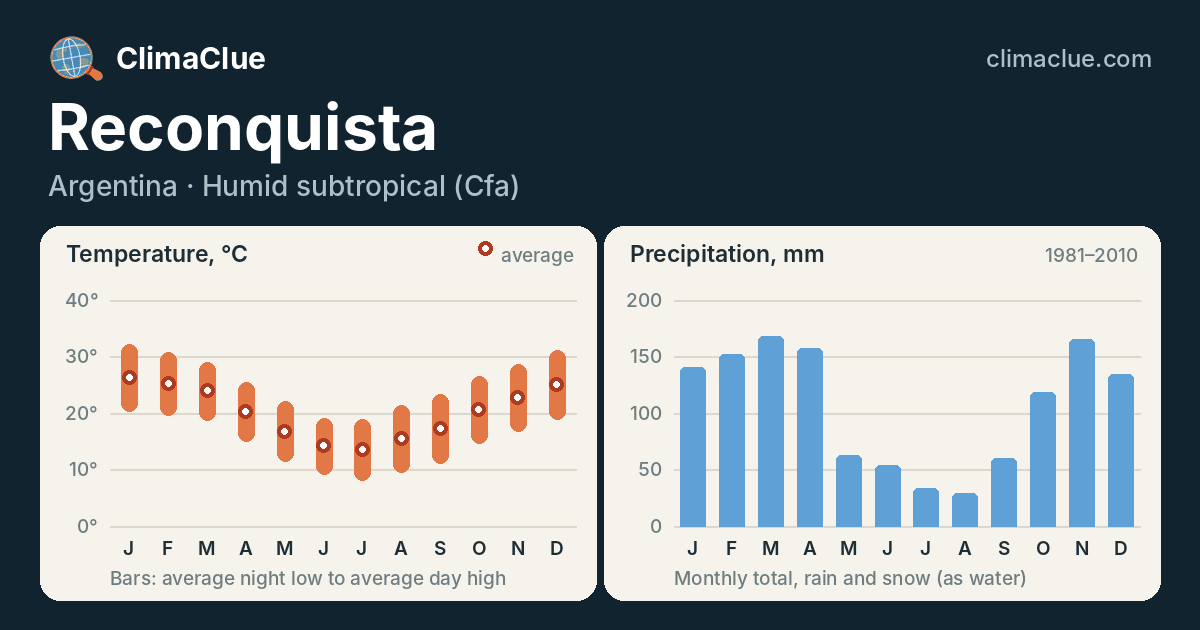 ClimaClue
climaclue.com
Reconquista
Argentina · Humid subtropical (Cfa)
Temperature, °C
average
40°
30°
20°
10°
0°
J F M A M J J A S O N D
Bars: average night low to average day high
Precipitation, mm
1981–2010
200
150
100
50
0
J F M A M J J A S O N D
Monthly total, rain and snow (as water)